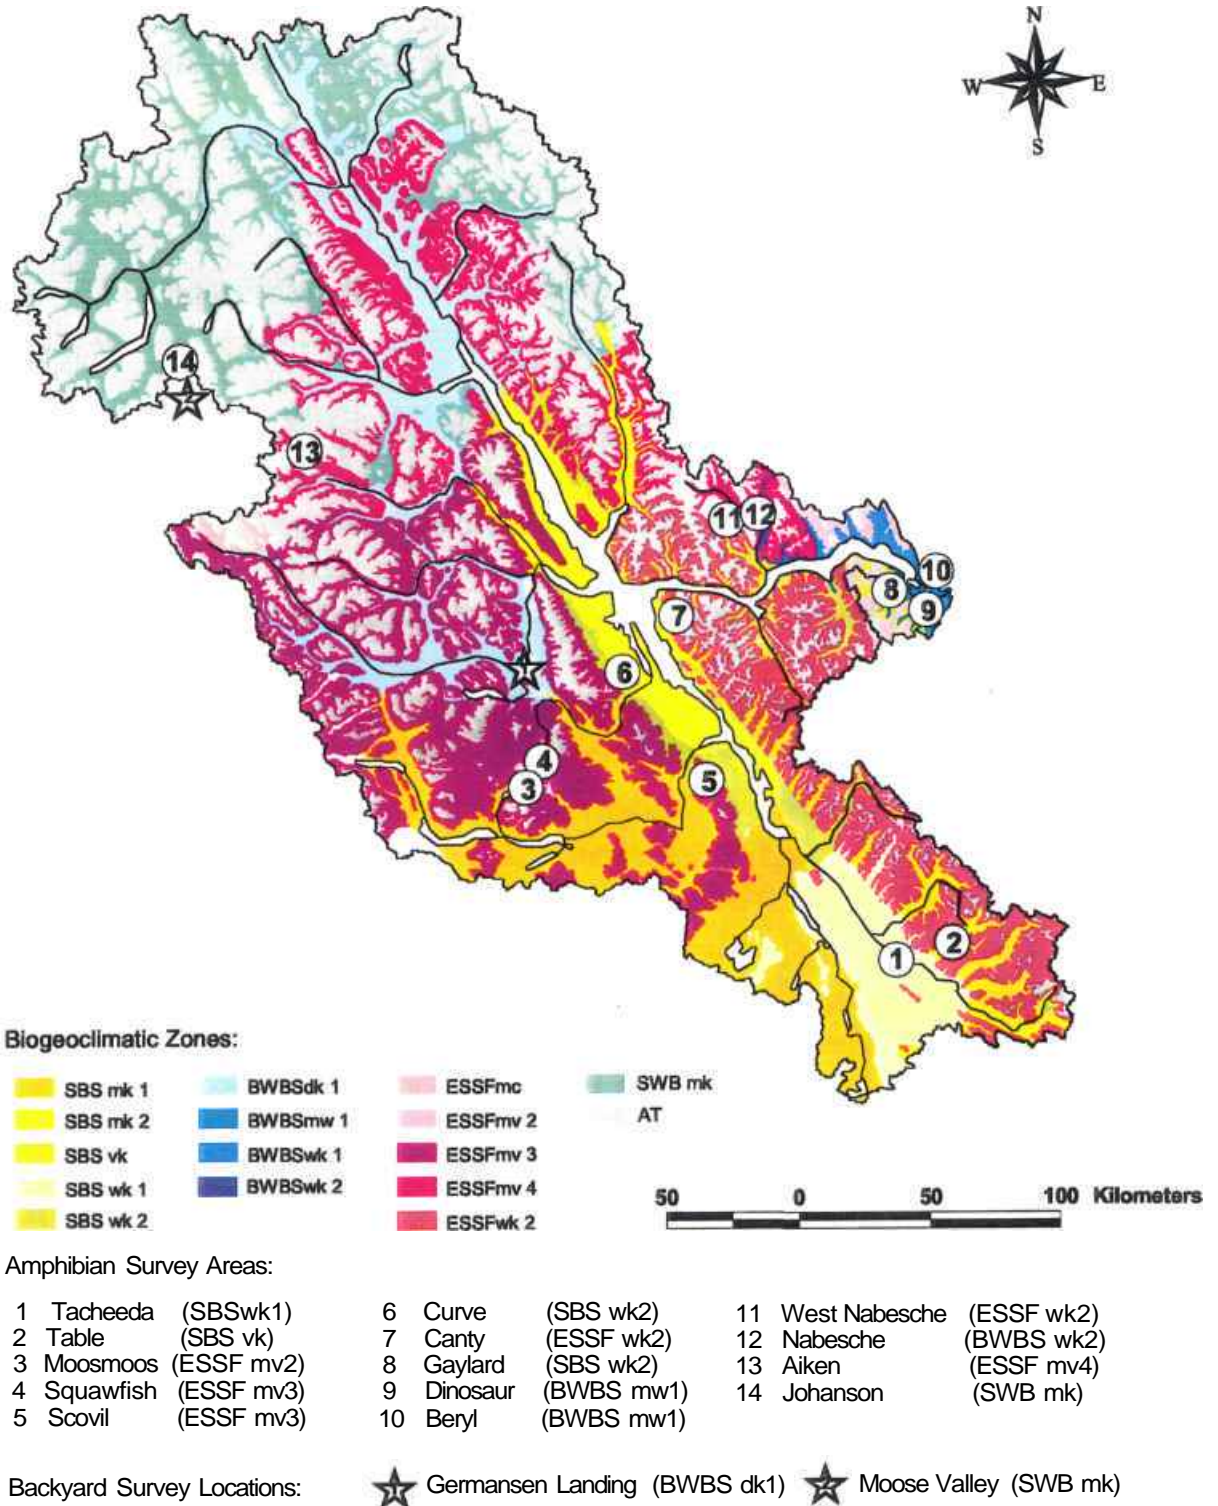 N
W E
S
14
13
11 12
10
8
9
7
6
1
4
3
5
2
1
Biogeoclimatic Zones:
SBS mk 1 BWBSdk 1 ESSFmc SWB mk
SBS mk 2 BWBSmw 1 ESSFmv 2 AT
SBS vk BWBSwk 1 ESSFmv 3
SBS wk 1 BWBSwk 2 ESSFmv 4
SBS wk 2 ESSFwk 2
50 0 50 100 Kilometers
Amphibian Survey Areas:
1 Tacheeda (SBSwk1) 6 Curve (SBS wk2) 11 West Nabesche (ESSF wk2)
2 Table (SBS vk) 7 Canty (ESSF wk2) 12 Nabesche (BWBS wk2)
3 Moosmoos (ESSF mv2) 8 Gaylard (SBS wk2) 13 Aiken (ESSF mv4)
4 Squawfish (ESSF mv3) 9 Dinosaur (BWBS mw1) 14 Johanson (SWB mk)
5 Scovil (ESSF mv3) 10 Beryl (BWBS mw1)
Backyard Survey Locations: 1 Germansen Landing (BWBS dk1) 2 Moose Valley (SWB mk)